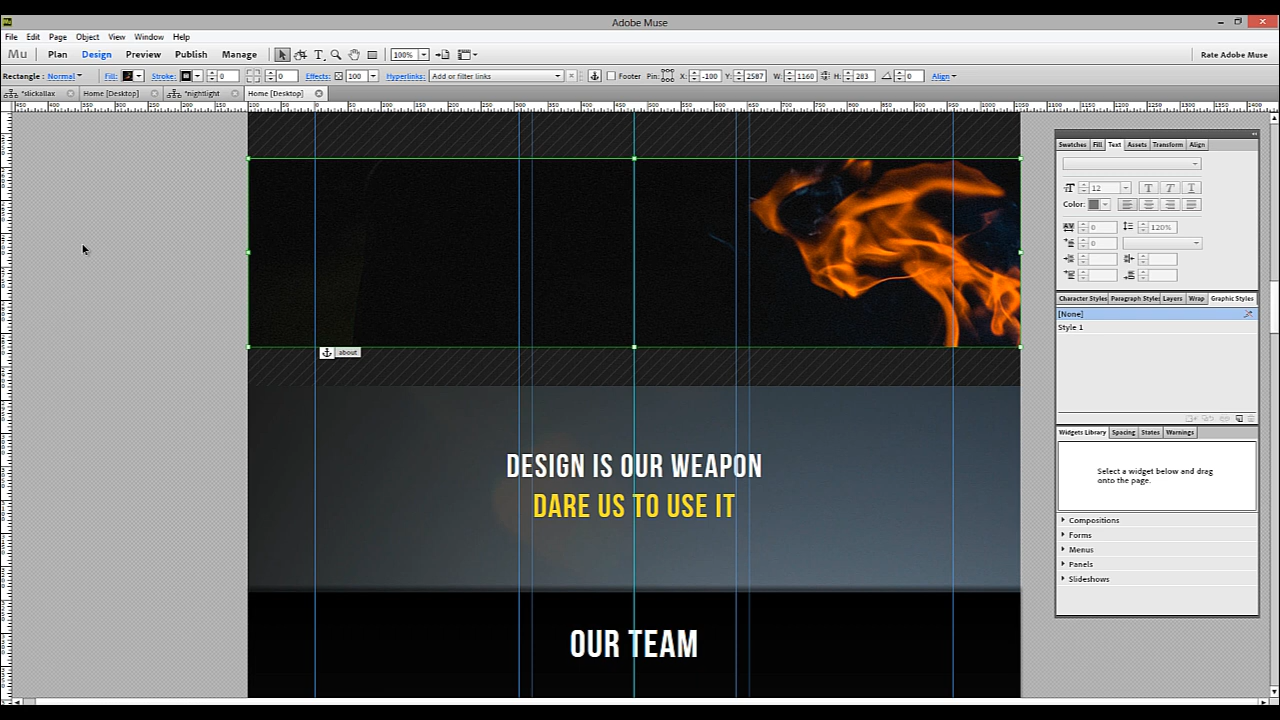 Adobe Muse
File Edit Page Object View Window Help
Mu Plan Design Preview Publish Manage 100% Rate Adobe Muse
Rectangle : Normal Fill: Stroke: 0 0 Effects: 100 Hyperlinks: Add or filter links Footer Pin: X: -100 Y: 2587 W: 1160 H: 283 0 Align
*slickallax Home [Desktop] *nightlight Home [Desktop]
Swatches Fill Text Assets Transform Align
12 T T T
Color:
0 120%
0
Character Styles Paragraph Styles Layers Wrap Graphic Styles
[None]
Style 1
about
Widgets Library Spacing States Warnings
DESIGN IS OUR WEAPON
DARE US TO USE IT
Select a widget below and drag
onto the page.
Compositions
Forms
Menus
Panels
Slideshows
OUR TEAM